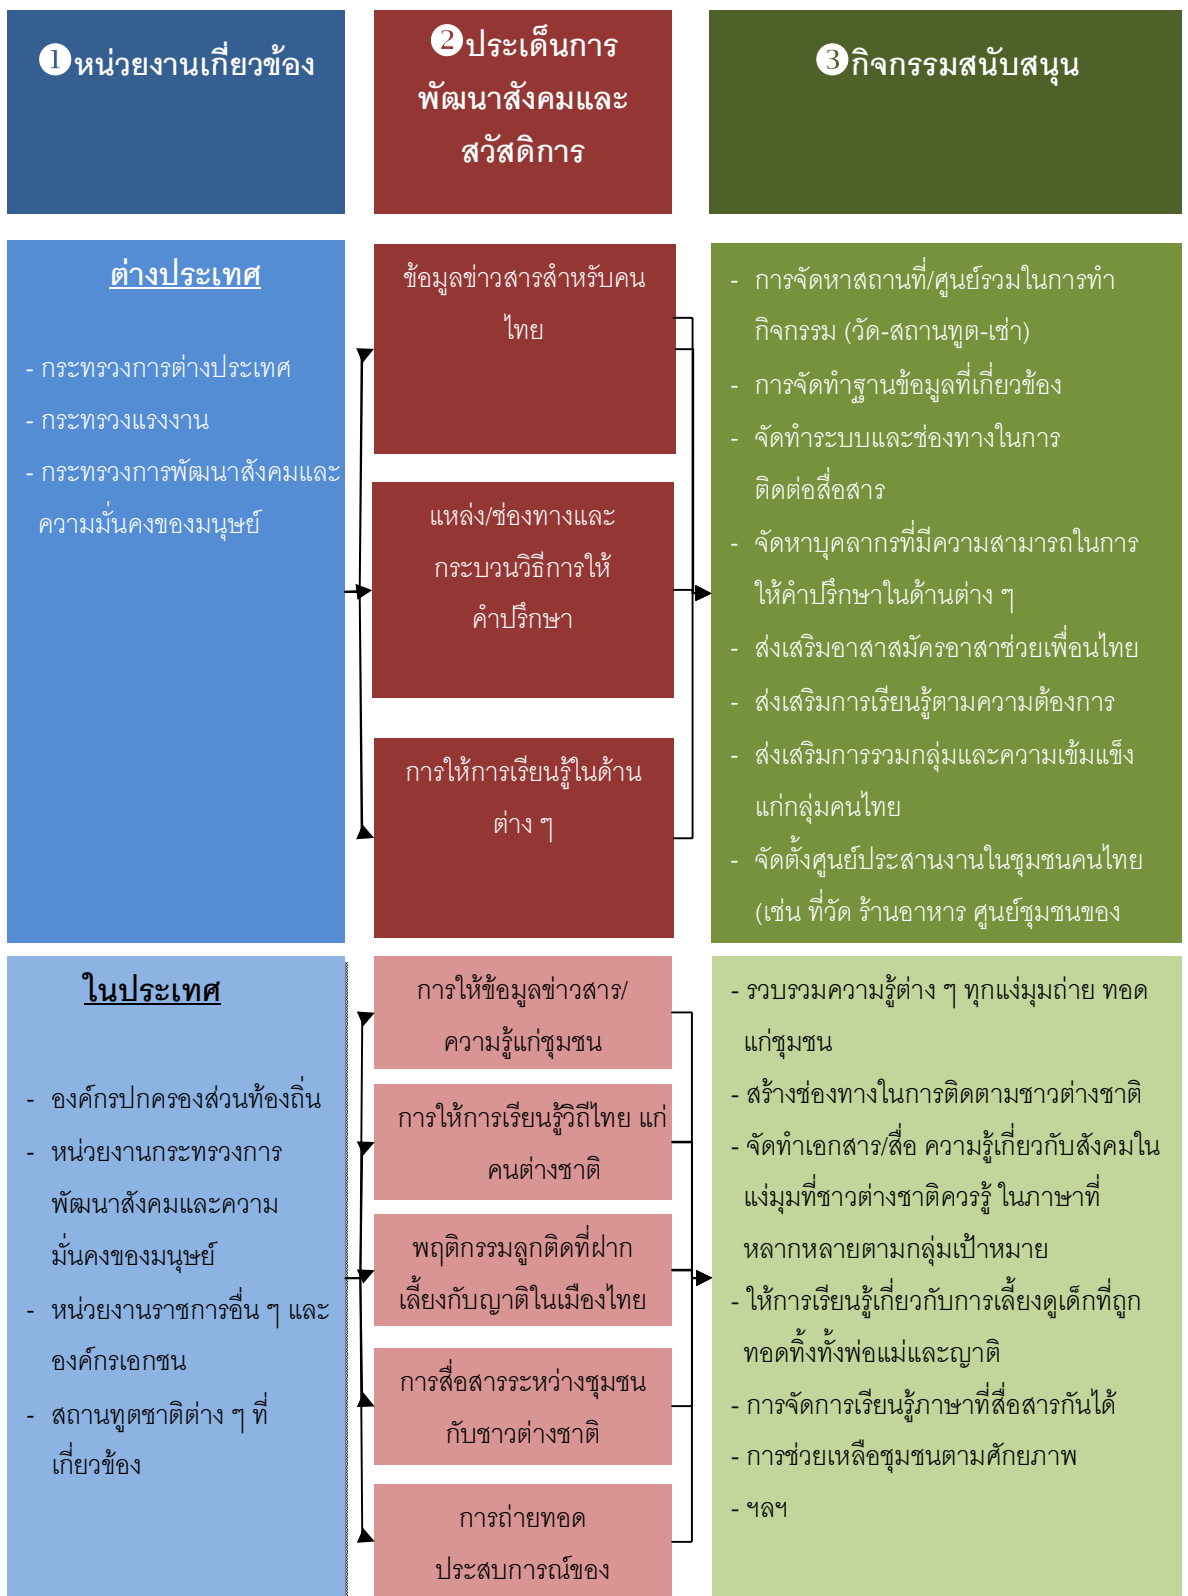 ❶หน่วยงานเกี่ยวข้อง
❷ประเด็นการ
พัฒนาสังคมและ
สวัสดิการ
❸กิจกรรมสนับสนุน
ต่างประเทศ
- กระทรวงการต่างประเทศ
- กระทรวงแรงงาน
- กระทรวงการพัฒนาสังคมและ
ความมั่นคงของมนุษย์
ข้อมูลข่าวสารสำหรับคน
ไทย
แหล่ง/ช่องทางและ
กระบวนวิธีการให้
คำปรึกษา
การให้การเรียนรู้ในด้าน
ต่าง ๆ
- การจัดหาสถานที่/ศูนย์รวมในการทำ
กิจกรรม (วัด-สถานทูต-เช่า)
- การจัดทำฐานข้อมูลที่เกี่ยวข้อง
- จัดทำระบบและช่องทางในการ
ติดต่อสื่อสาร
- จัดหาบุคลากรที่มีความสามารถในการ
ให้คำปรึกษาในด้านต่าง ๆ
- ส่งเสริมอาสาสมัครอาสาช่วยเพื่อนไทย
- ส่งเสริมการเรียนรู้ตามความต้องการ
- ส่งเสริมการรวมกลุ่มและความเข้มแข็ง
แก่กลุ่มคนไทย
- จัดตั้งศูนย์ประสานงานในชุมชนคนไทย
(เช่น ที่วัด ร้านอาหาร ศูนย์ชุมชนของ
ในประเทศ
- องค์กรปกครองส่วนท้องถิ่น
- หน่วยงานกระทรวงการ
พัฒนาสังคมและความ
มั่นคงของมนุษย์
- หน่วยงานราชการอื่น ๆ และ
องค์กรเอกชน
- สถานทูตชาติต่าง ๆ ที่
เกี่ยวข้อง
การให้ข้อมูลข่าวสาร/
ความรู้แก่ชุมชน
การให้การเรียนรู้วิถีไทย แก่
คนต่างชาติ
พฤติกรรมลูกติดที่ฝาก
เลี้ยงกับญาติในเมืองไทย
การสื่อสารระหว่างชุมชน
กับชาวต่างชาติ
การถ่ายทอด
ประสบการณ์ของ
- รวบรวมความรู้ต่าง ๆ ทุกแง่มุมถ่าย ทอด
แก่ชุมชน
- สร้างช่องทางในการติดตามชาวต่างชาติ
- จัดทำเอกสาร/สื่อ ความรู้เกี่ยวกับสังคมใน
แง่มุมที่ชาวต่างชาติควรรู้ ในภาษาที่
หลากหลายตามกลุ่มเป้าหมาย
- ให้การเรียนรู้เกี่ยวกับการเลี้ยงดูเด็กที่ถูก
ทอดทิ้งทั้งพ่อแม่และญาติ
- การจัดการเรียนรู้ภาษาที่สื่อสารกันได้
- การช่วยเหลือชุมชนตามศักยภาพ
- ฯลฯ